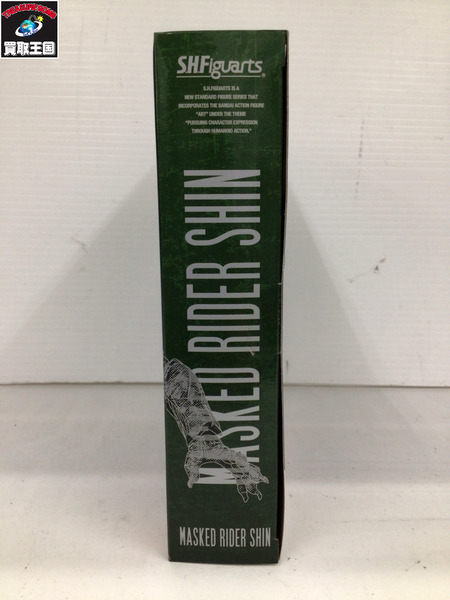 買取王国
S.H.Figuarts®
S.H.FIGUARTS IS A
NEW STANDARD FIGURE SERIES THAT
INCORPORATES THE BANDAI ACTION FIGURE
"ART" UNDER THE THEME
"PURSUING CHARACTER EXPRESSION
THROUGH HUMANOID ACTION."
MASKED RIDER SHIN
MASKED RIDER SHIN